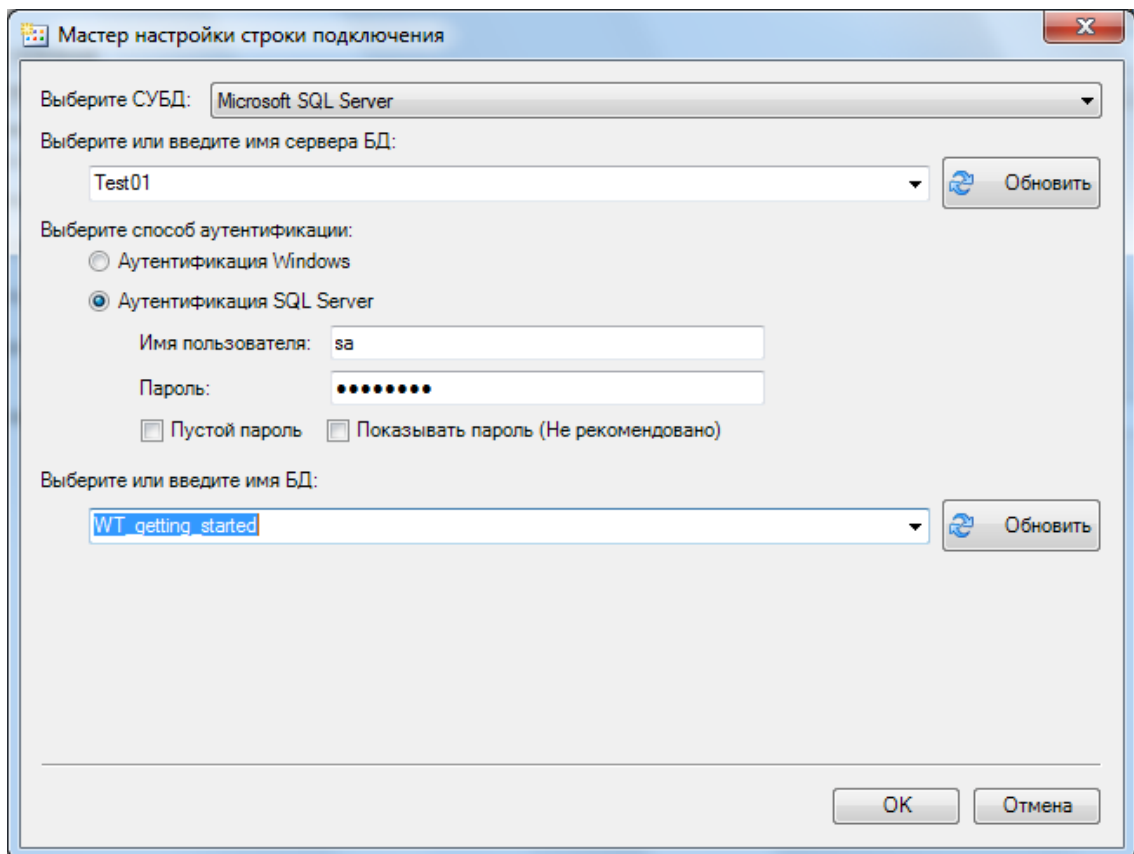 Мастер настройки строки подключения
Выберите СУБД: Microsoft SQL Server
Выберите или введите имя сервера БД:
Test01 Обновить
Выберите способ аутентификации:
Аутентификация Windows
Аутентификация SQL Server
Имя пользователя: sa
Пароль: ●●●●●●●●
Пустой пароль Показывать пароль (Не рекомендовано)
Выберите или введите имя БД:
WT_getting_started Обновить
OK Отмена